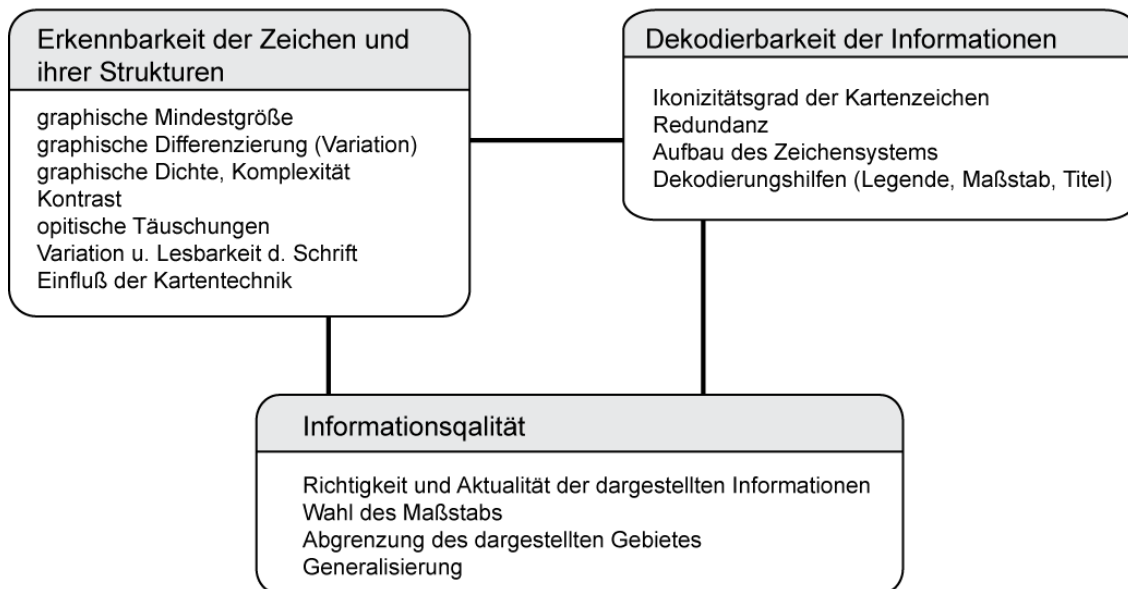 Erkennbarkeit der Zeichen und
ihrer Strukturen
graphische Mindestgröße
graphische Differenzierung (Variation)
graphische Dichte, Komplexität
Kontrast
opitische Täuschungen
Variation u. Lesbarkeit d. Schrift
Einfluß der Kartentechnik
Dekodierbarkeit der Informationen
Ikonizitätsgrad der Kartenzeichen
Redundanz
Aufbau des Zeichensystems
Dekodierungshilfen (Legende, Maßstab, Titel)
Informationsqalität
Richtigkeit und Aktualität der dargestellten Informationen
Wahl des Maßstabs
Abgrenzung des dargestellten Gebietes
Generalisierung